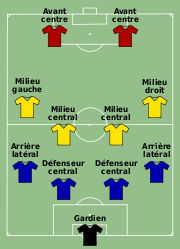 Avant
centre
Avant
centre
Milieu
gauche
Milieu
droit
Milieu
central
Milieu
central
Arrière
latéral
Arrière
latéral
Défenseur
central
Défenseur
central
Gardien